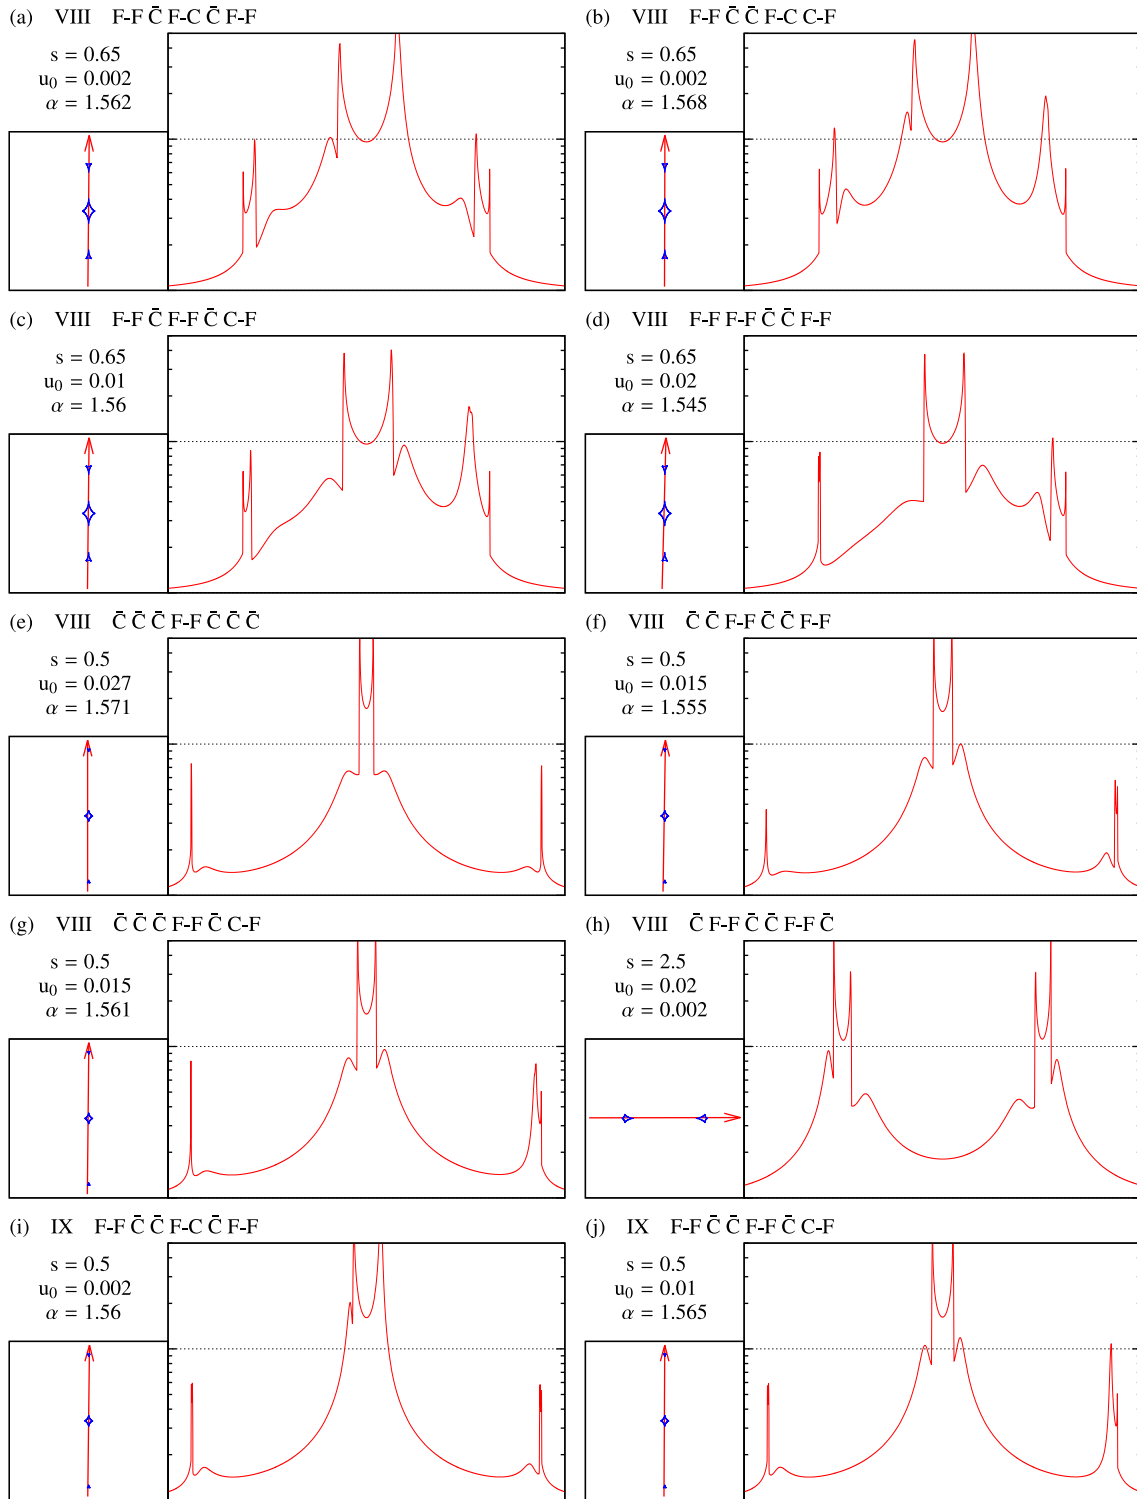 (a) VIII F-F C̄ F-C C̄ F-F
s = 0.65
u₀ = 0.002
α = 1.562
(b) VIII F-F C̄ C̄ F-C C-F
s = 0.65
u₀ = 0.002
α = 1.568
(c) VIII F-F C̄ F-F C̄ C-F
s = 0.65
u₀ = 0.01
α = 1.56
(d) VIII F-F F-F C̄ C̄ F-F
s = 0.65
u₀ = 0.02
α = 1.545
(e) VIII C̄ C̄ C̄ F-F C̄ C̄ C̄
s = 0.5
u₀ = 0.027
α = 1.571
(f) VIII C̄ C̄ F-F C̄ C̄ F-F
s = 0.5
u₀ = 0.015
α = 1.555
(g) VIII C̄ C̄ C̄ F-F C̄ C-F
s = 0.5
u₀ = 0.015
α = 1.561
(h) VIII C̄ F-F C̄ C̄ F-F C̄
s = 2.5
u₀ = 0.02
α = 0.002
(i) IX F-F C̄ C̄ F-C C̄ F-F
s = 0.5
u₀ = 0.002
α = 1.56
(j) IX F-F C̄ C̄ F-F C̄ C-F
s = 0.5
u₀ = 0.01
α = 1.565